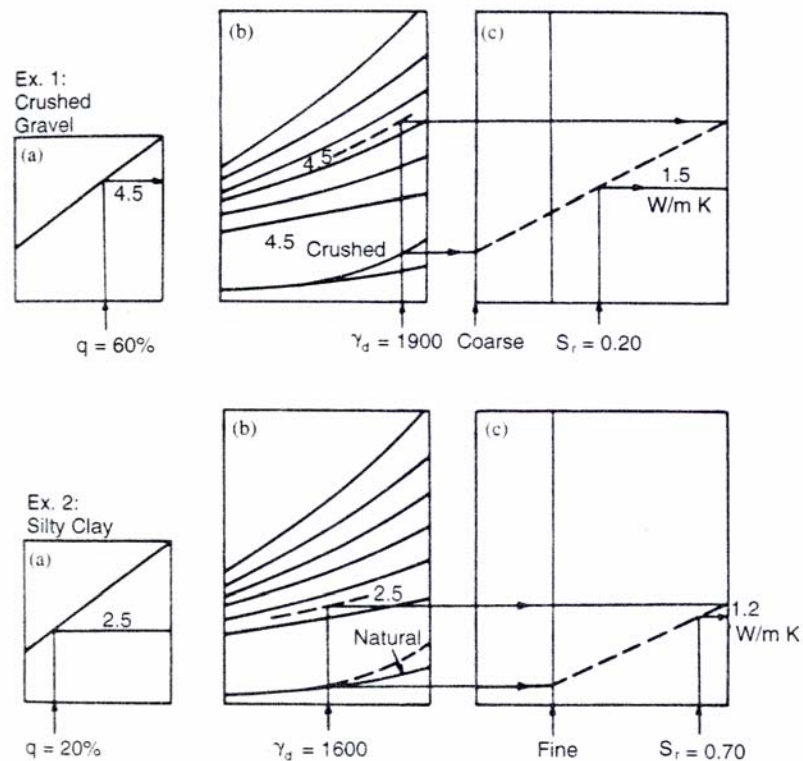 (b)
(c)
Ex. 1:
Crushed
Gravel
(a)
4.5
4.5
4.5
Crushed
1.5
W/m K
q = 60%
γd = 1900
Coarse
Sr = 0.20
(b)
(c)
Ex. 2:
Silty Clay
(a)
2.5
2.5
Natural
1.2
W/m K
q = 20%
γd = 1600
Fine
Sr = 0.70